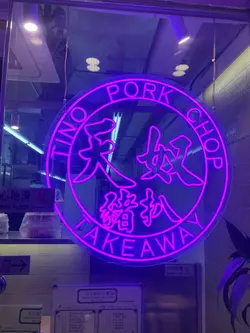 TINO PORK CHOP
天奴
豬扒
TAKEAWAY